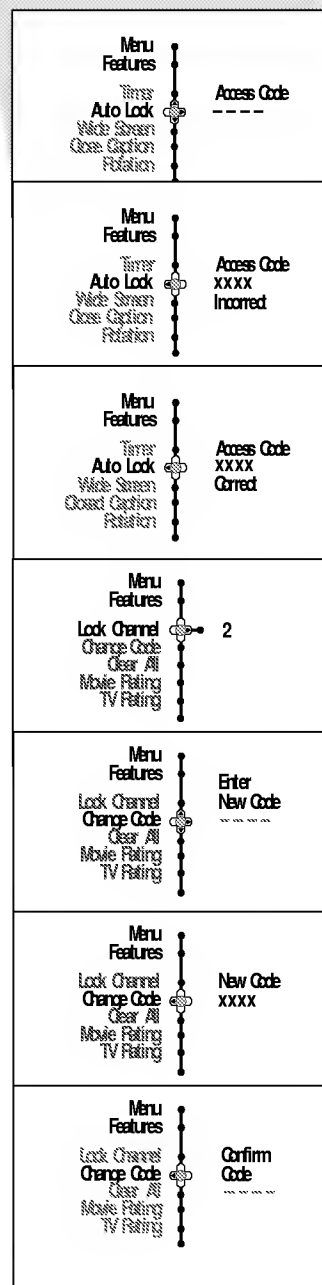 Menu
Features
Timer
Auto Lock
Wide Screen
Close Caption
Rotation
Access Code
– – – –
Menu
Features
Timer
Auto Lock
Wide Screen
Close Caption
Rotation
Access Code
XXXX
Incorrect
Menu
Features
Timer
Auto Lock
Wide Screen
Closed Caption
Rotation
Access Code
XXXX
Correct
Menu
Features
Lock Channel
Change Code
Clear All
Movie Rating
TV Rating
2
Menu
Features
Lock Channel
Change Code
Clear All
Movie Rating
TV Rating
Enter
New Code
– – – –
Menu
Features
Lock Channel
Change Code
Clear All
Movie Rating
TV Rating
New Code
XXXX
Menu
Features
Lock Channel
Change Code
Clear All
Movie Rating
TV Rating
Confirm
Code
– – – –